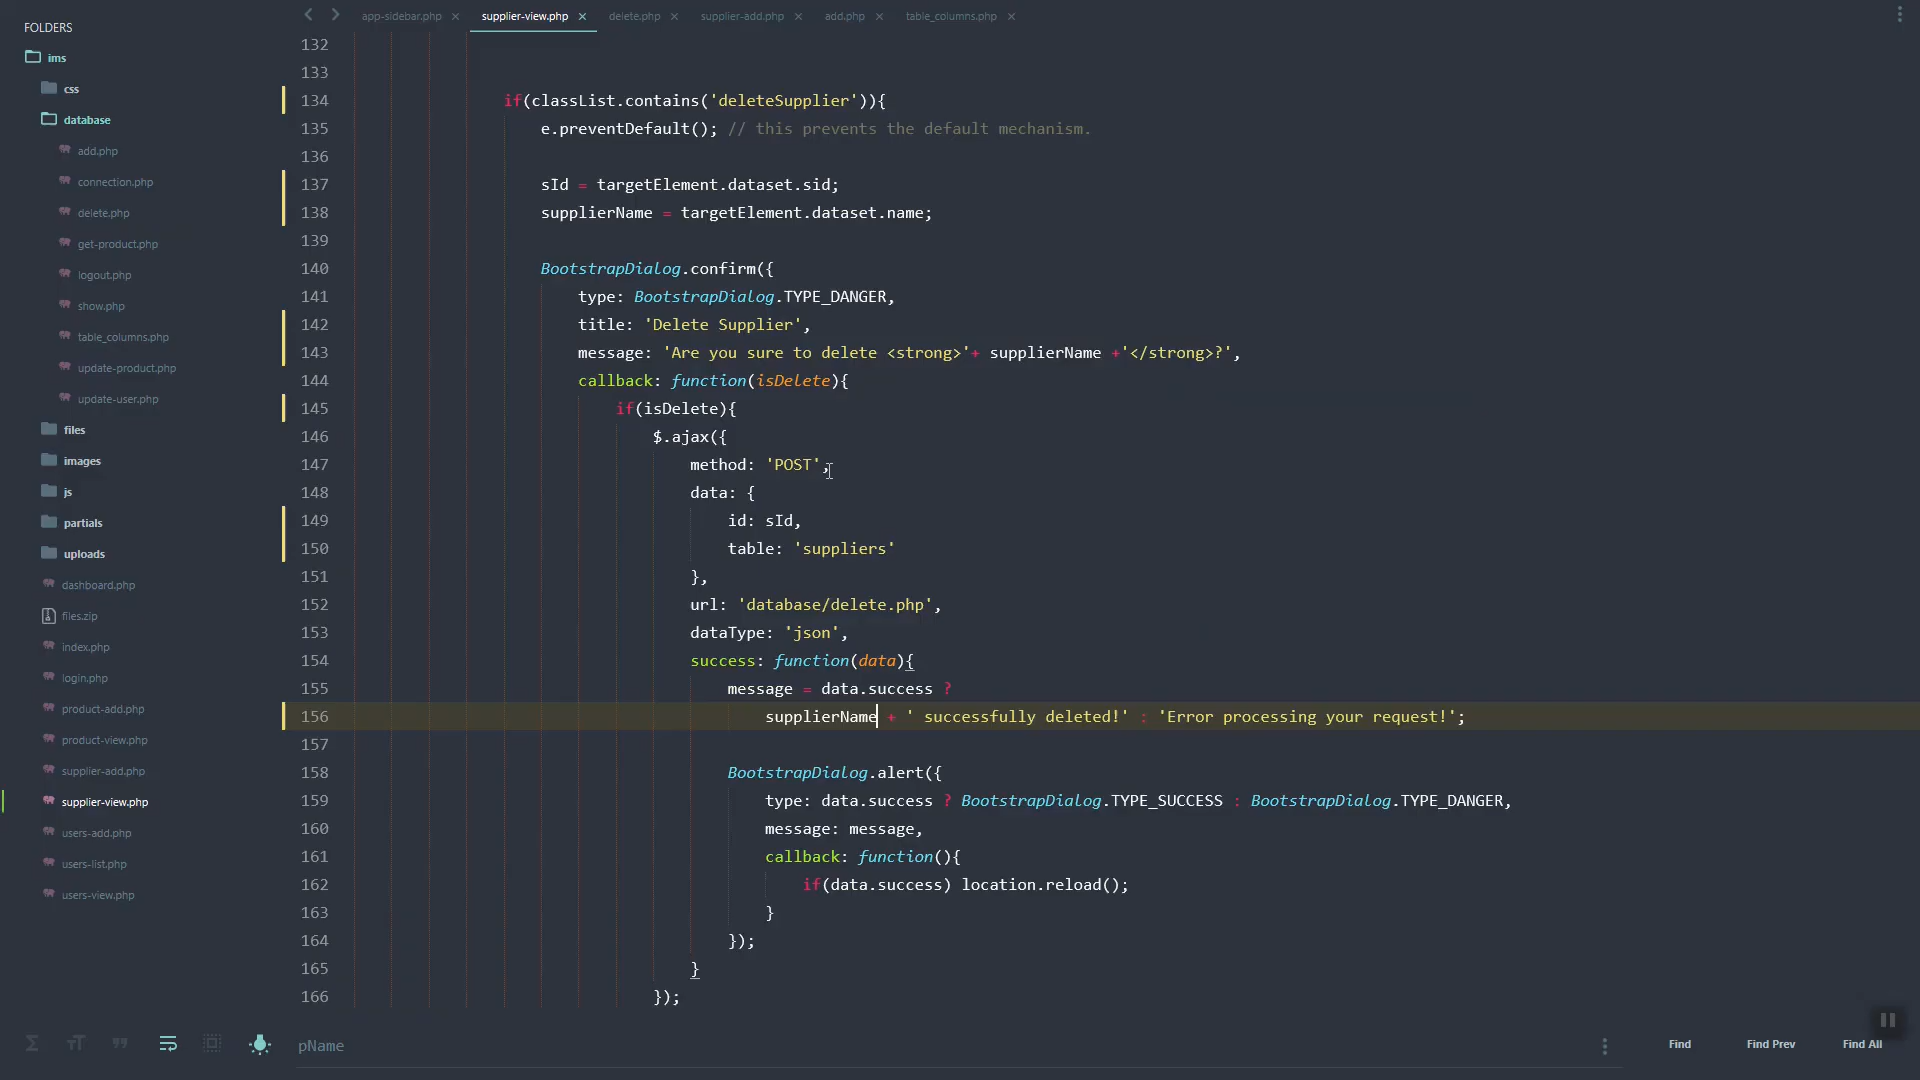 FOLDERS
ims
css
database
add.php
connection.php
delete.php
get-product.php
logout.php
show.php
table_columns.php
update-product.php
update-user.php
files
images
js
partials
uploads
dashboard.php
files.zip
index.php
login.php
product-add.php
product-view.php
supplier-add.php
supplier-view.php
users-add.php
users-list.php
users-view.php
app-sidebar.php × supplier-view.php × delete.php × supplier-add.php × add.php × table_columns.php ×
132
133
134 if(classList.contains('deleteSupplier')){
135 e.preventDefault(); // this prevents the default mechanism.
136
137 sId = targetElement.dataset.sid;
138 supplierName = targetElement.dataset.name;
139
140 BootstrapDialog.confirm({
141 type: BootstrapDialog.TYPE_DANGER,
142 title: 'Delete Supplier',
143 message: 'Are you sure to delete <strong>'+ supplierName +'</strong>?',
144 callback: function(isDelete){
145 if(isDelete){
146 $.ajax({
147 method: 'POST',
148 data: {
149 id: sId,
150 table: 'suppliers'
151 },
152 url: 'database/delete.php',
153 dataType: 'json',
154 success: function(data){
155 message = data.success ?
156 supplierName + ' successfully deleted!' : 'Error processing your request!';
157
158 BootstrapDialog.alert({
159 type: data.success ? BootstrapDialog.TYPE_SUCCESS : BootstrapDialog.TYPE_DANGER,
160 message: message,
161 callback: function(){
162 if(data.success) location.reload();
163 }
164 });
165 }
166 });
pName
Find Find Prev Find All